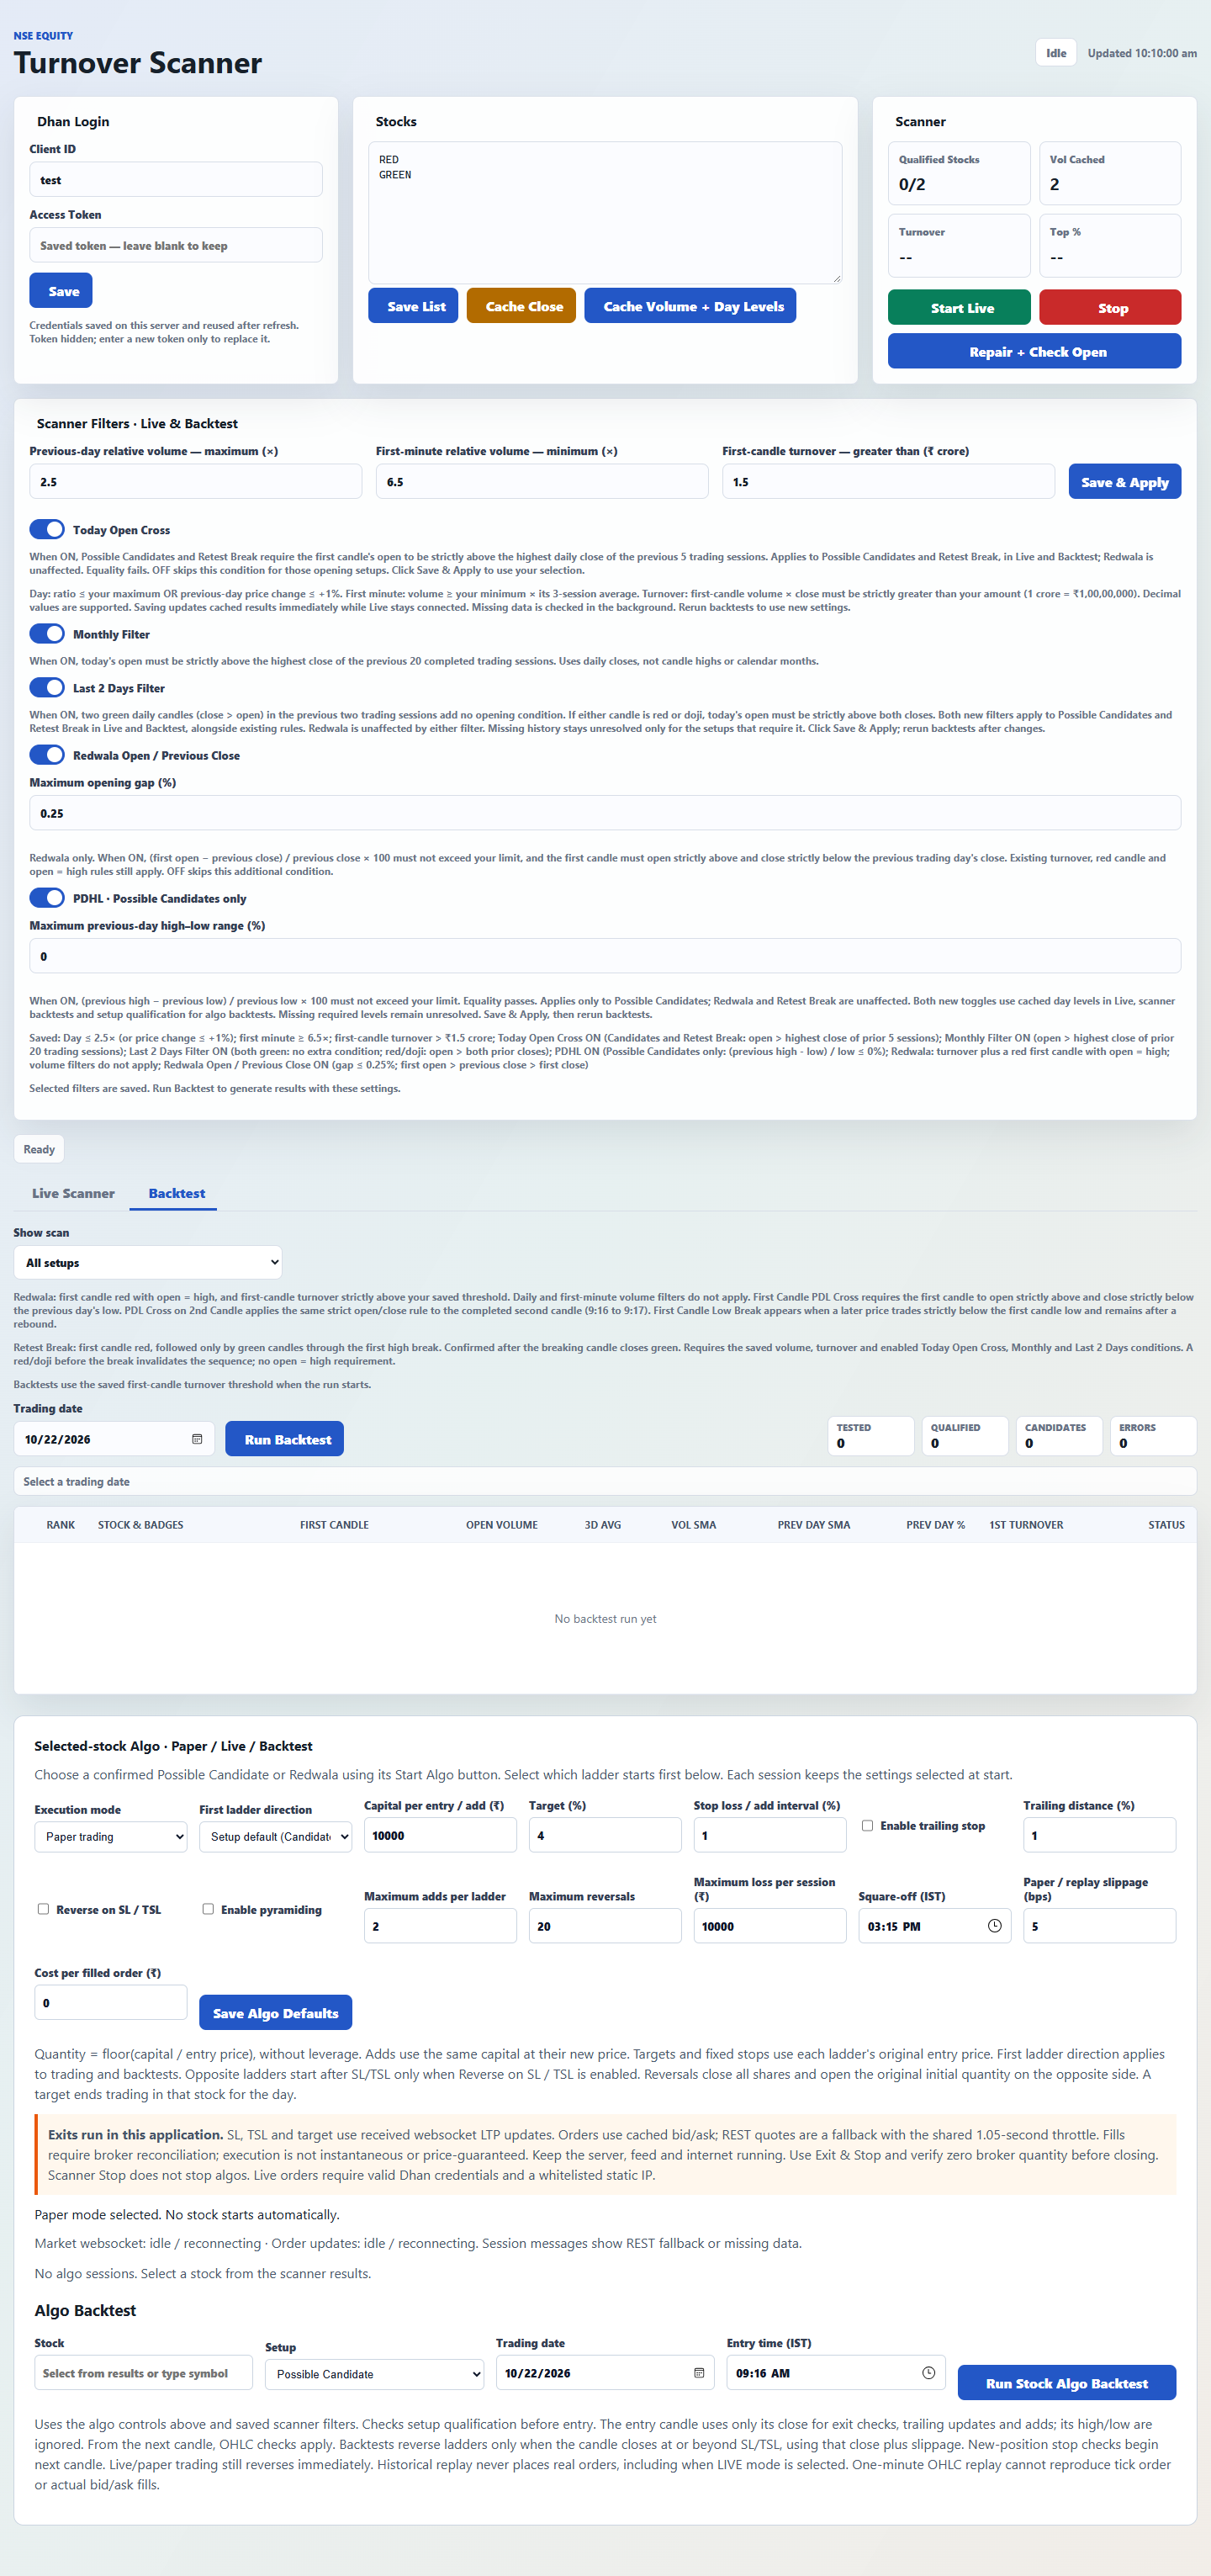 NSE EQUITY
Turnover Scanner
Idle
Updated 10:10:00 am
Dhan Login
Client ID
test
Access Token
Saved token — leave blank to keep
Save
Credentials saved on this server and reused after refresh.
Token hidden; enter a new token only to replace it.
Stocks
RED
GREEN
Save List
Cache Close
Cache Volume + Day Levels
Scanner
Qualified Stocks
0/2
Vol Cached
2
Turnover
--
Top %
--
Start Live
Stop
Repair + Check Open
Scanner Filters · Live & Backtest
Previous-day relative volume — maximum (×)
2.5
First-minute relative volume — minimum (×)
6.5
First-candle turnover — greater than (₹ crore)
1.5
Save & Apply
Today Open Cross
When ON, Possible Candidates and Retest Break require the first candle's open to be strictly above the highest daily close of the previous 5 trading sessions. Applies to Possible Candidates and Retest Break, in Live and Backtest; Redwala is
unaffected. Equality fails. OFF skips this condition for those opening setups. Click Save & Apply to use your selection.
Day: ratio ≤ your maximum OR previous-day price change ≤ +1%. First minute: volume ≥ your minimum × its 3-session average. Turnover: first-candle volume × close must be strictly greater than your amount (1 crore = ₹1,00,00,000). Decimal
values are supported. Saving updates cached results immediately while Live stays connected. Missing data is checked in the background. Rerun backtests to use new settings.
Monthly Filter
When ON, today's open must be strictly above the highest close of the previous 20 completed trading sessions. Uses daily closes, not candle highs or calendar months.
Last 2 Days Filter
When ON, two green daily candles (close > open) in the previous two trading sessions add no opening condition. If either candle is red or doji, today's open must be strictly above both closes. Both new filters apply to Possible Candidates and
Retest Break in Live and Backtest, alongside existing rules. Redwala is unaffected by either filter. Missing history stays unresolved only for the setups that require it. Click Save & Apply; rerun backtests after changes.
Redwala Open / Previous Close
Maximum opening gap (%)
0.25
Redwala only. When ON, (first open − previous close) / previous close × 100 must not exceed your limit, and the first candle must open strictly above and close strictly below the previous trading day's close. Existing turnover, red candle and
open = high rules still apply. OFF skips this additional condition.
PDHL · Possible Candidates only
Maximum previous-day high–low range (%)
0
When ON, (previous high − previous low) / previous low × 100 must not exceed your limit. Equality passes. Applies only to Possible Candidates; Redwala and Retest Break are unaffected. Both new toggles use cached day levels in Live, scanner
backtests and setup qualification for algo backtests. Missing required levels remain unresolved. Save & Apply, then rerun backtests.
Saved: Day ≤ 2.5× (or price change ≤ +1%); first minute ≥ 6.5×; first-candle turnover > ₹1.5 crore; Today Open Cross ON (Candidates and Retest Break: open > highest close of prior 5 sessions); Monthly Filter ON (open > highest close of prior
20 trading sessions); Last 2 Days Filter ON (both green: no extra condition; red/doji: open > both prior closes); PDHL ON (Possible Candidates only: (previous high - low) / low ≤ 0%); Redwala: turnover plus a red first candle with open = high;
volume filters do not apply; Redwala Open / Previous Close ON (gap ≤ 0.25%; first open > previous close > first close)
Selected filters are saved. Run Backtest to generate results with these settings.
Ready
Live Scanner
Backtest
Show scan
All setups
Redwala: first candle red with open = high, and first-candle turnover strictly above your saved threshold. Daily and first-minute volume filters do not apply. First Candle PDL Cross requires the first candle to open strictly above and close strictly below
the previous day's low. PDL Cross on 2nd Candle applies the same strict open/close rule to the completed second candle (9:16 to 9:17). First Candle Low Break appears when a later price trades strictly below the first candle low and remains after a
rebound.
Retest Break: first candle red, followed only by green candles through the first high break. Confirmed after the breaking candle closes green. Requires the saved volume, turnover and enabled Today Open Cross, Monthly and Last 2 Days conditions. A
red/doji before the break invalidates the sequence; no open = high requirement.
Backtests use the saved first-candle turnover threshold when the run starts.
Trading date
10/22/2026
Run Backtest
TESTED
0
QUALIFIED
0
CANDIDATES
0
ERRORS
0
Select a trading date
RANK STOCK & BADGES FIRST CANDLE OPEN VOLUME 3D AVG VOL SMA PREV DAY SMA PREV DAY % 1ST TURNOVER STATUS
No backtest run yet
Selected-stock Algo · Paper / Live / Backtest
Choose a confirmed Possible Candidate or Redwala using its Start Algo button. Select which ladder starts first below. Each session keeps the settings selected at start.
Execution mode
Paper trading
First ladder direction
Setup default (Candidat
Capital per entry / add (₹)
10000
Target (%)
4
Stop loss / add interval (%)
1
Enable trailing stop
Trailing distance (%)
1
Reverse on SL / TSL
Enable pyramiding
Maximum adds per ladder
2
Maximum reversals
20
Maximum loss per session
(₹)
10000
Square-off (IST)
03:15 PM
Paper / replay slippage
(bps)
5
Cost per filled order (₹)
0
Save Algo Defaults
Quantity = floor(capital / entry price), without leverage. Adds use the same capital at their new price. Targets and fixed stops use each ladder's original entry price. First ladder direction applies
to trading and backtests. Opposite ladders start after SL/TSL only when Reverse on SL / TSL is enabled. Reversals close all shares and open the original initial quantity on the opposite side. A
target ends trading in that stock for the day.
Exits run in this application. SL, TSL and target use received websocket LTP updates. Orders use cached bid/ask; REST quotes are a fallback with the shared 1.05-second throttle. Fills
require broker reconciliation; execution is not instantaneous or price-guaranteed. Keep the server, feed and internet running. Use Exit & Stop and verify zero broker quantity before closing.
Scanner Stop does not stop algos. Live orders require valid Dhan credentials and a whitelisted static IP.
Paper mode selected. No stock starts automatically.
Market websocket: idle / reconnecting · Order updates: idle / reconnecting. Session messages show REST fallback or missing data.
No algo sessions. Select a stock from the scanner results.
Algo Backtest
Stock
Select from results or type symbol
Setup
Possible Candidate
Trading date
10/22/2026
Entry time (IST)
09:16 AM
Run Stock Algo Backtest
Uses the algo controls above and saved scanner filters. Checks setup qualification before entry. The entry candle uses only its close for exit checks, trailing updates and adds; its high/low are
ignored. From the next candle, OHLC checks apply. Backtests reverse ladders only when the candle closes at or beyond SL/TSL, using that close plus slippage. New-position stop checks begin
next candle. Live/paper trading still reverses immediately. Historical replay never places real orders, including when LIVE mode is selected. One-minute OHLC replay cannot reproduce tick order
or actual bid/ask fills.